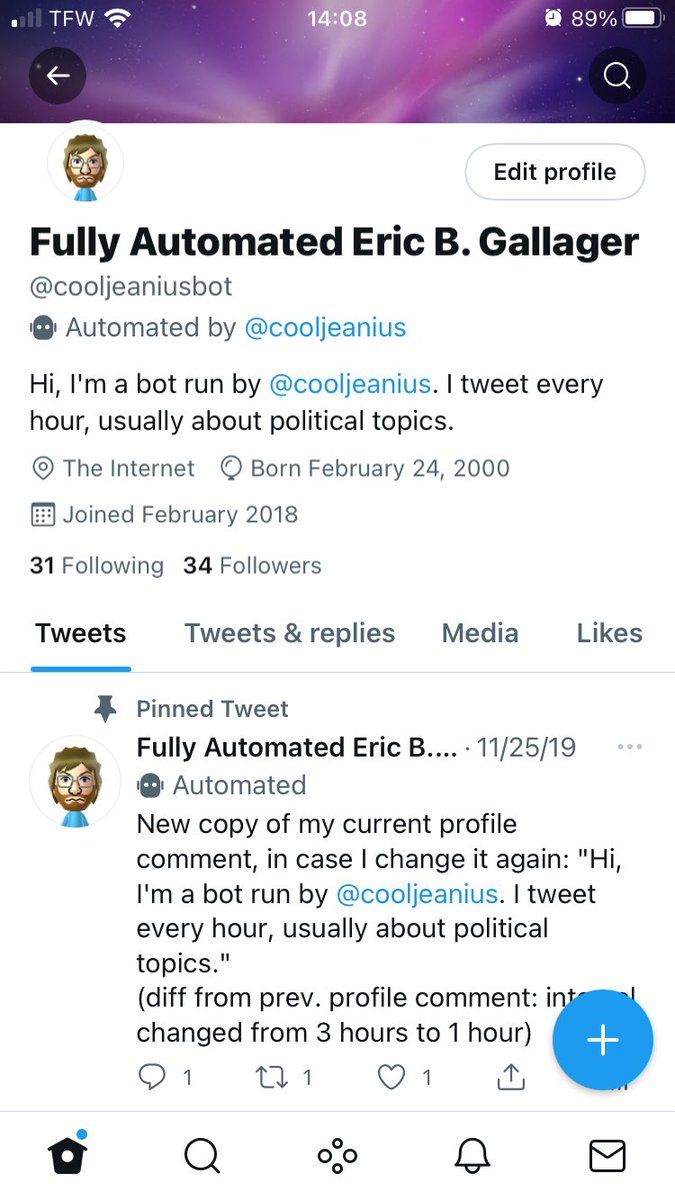 TFW 14:08 89%
Edit profile
Fully Automated Eric B. Gallager
@cooljeaniusbot
Automated by @cooljeanius
Hi, I'm a bot run by @cooljeanius. I tweet every
hour, usually about political topics.
The Internet Born February 24, 2000
Joined February 2018
31 Following 34 Followers
Tweets Tweets & replies Media Likes
Pinned Tweet
Fully Automated Eric B.... · 11/25/19
Automated
New copy of my current profile
comment, in case I change it again: "Hi,
I'm a bot run by @cooljeanius. I tweet
every hour, usually about political
topics."
(diff from prev. profile comment:
changed from 3 hours to 1 hour)
1 1 1